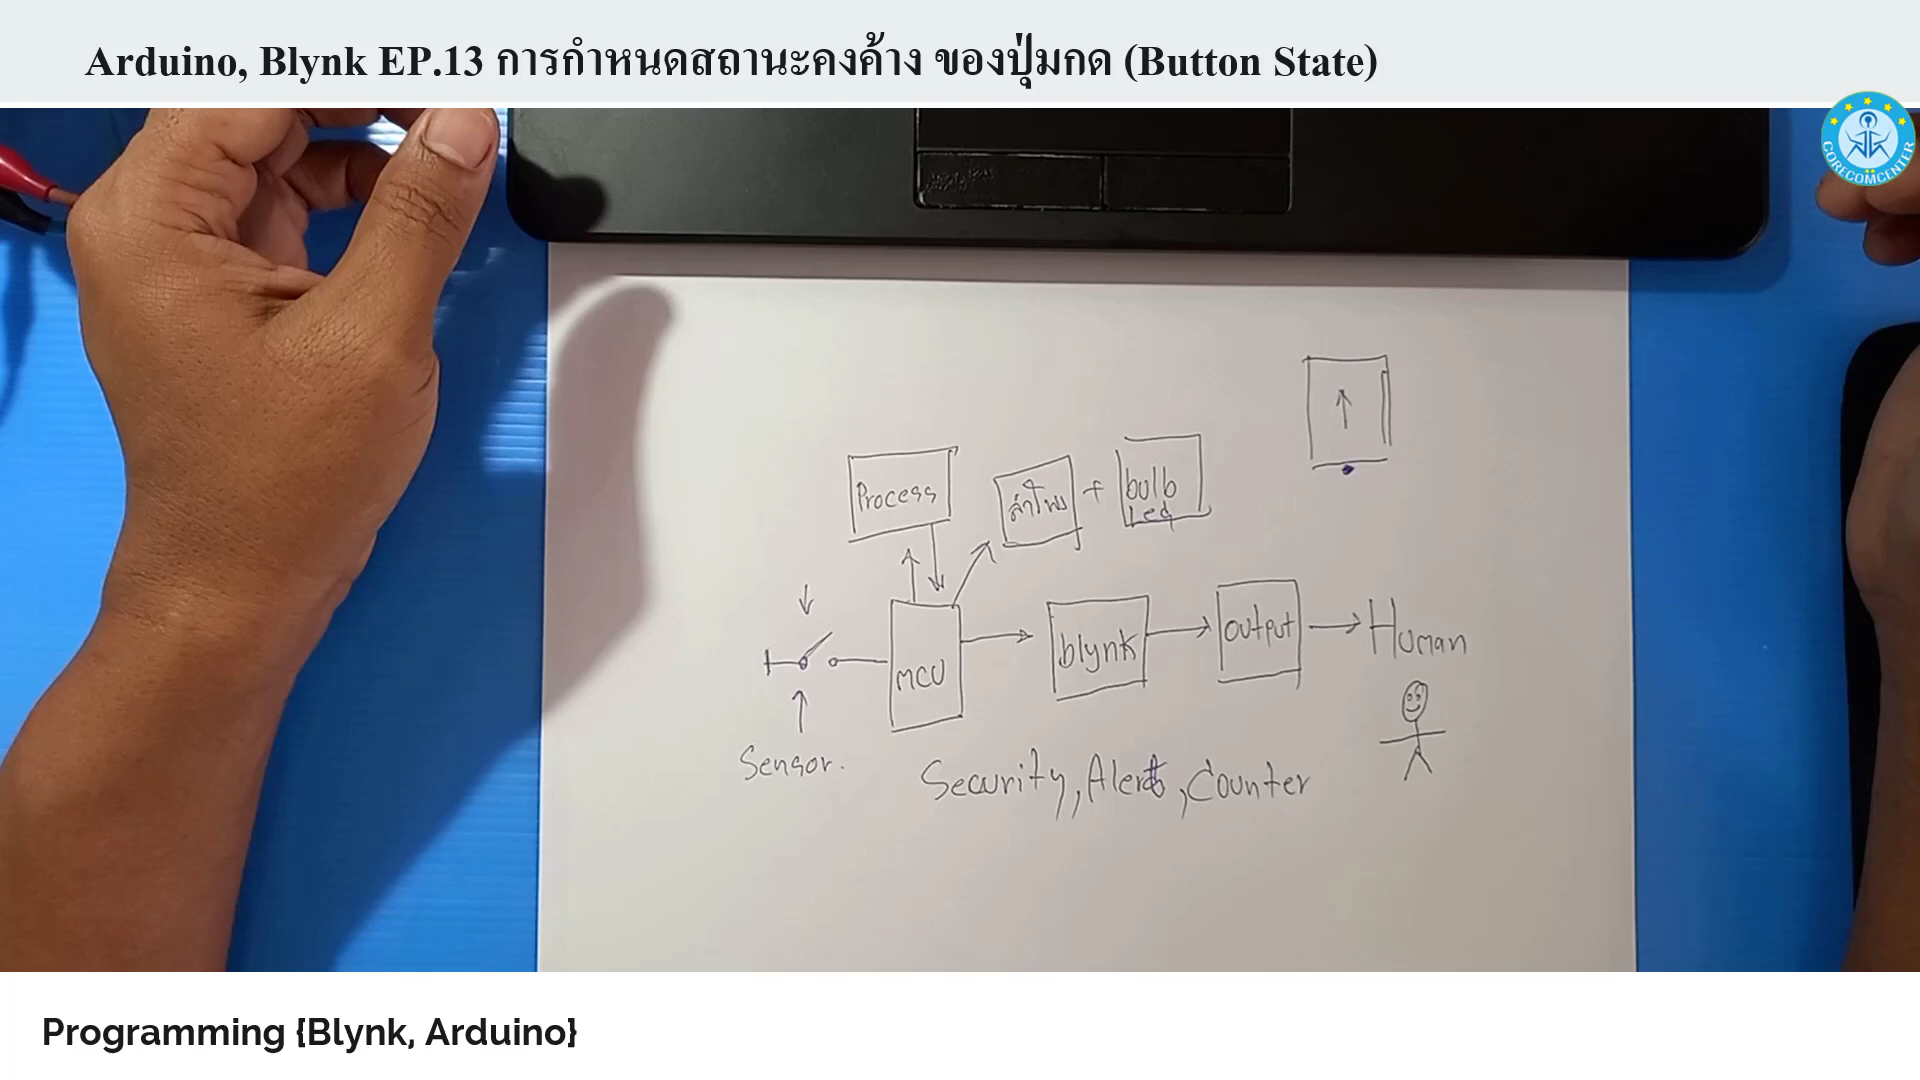 Arduino, Blynk EP.13 การกำหนดสถานะคงค้าง ของปุ่มกด (Button State)
CORECOMCENTER
Process
ลำโพง + bulb
Led
MCU
blynk
output
Human
Sensor.
Security, Alert, Counter
Programming {Blynk, Arduino}